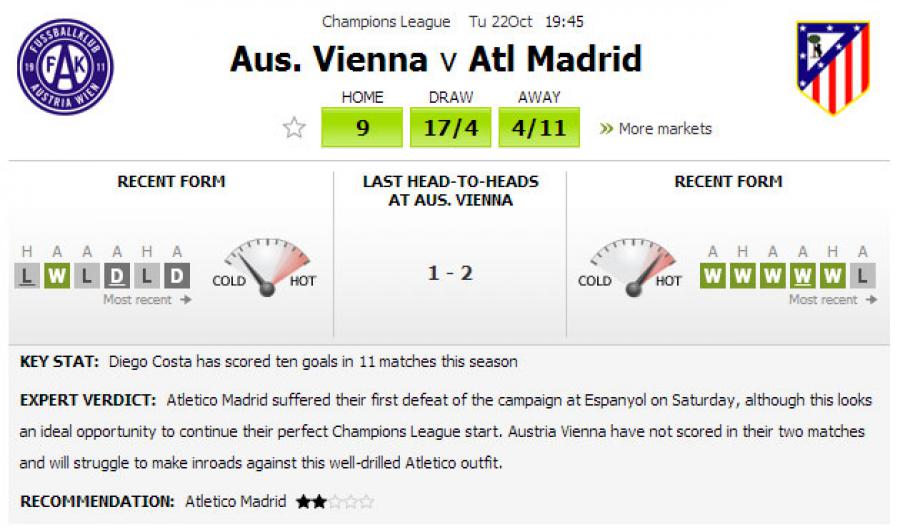 Champions League Tu 22Oct 19:45
FUSSBALLKLUB
19 FAK 11
AUSTRIA WIEN
Aus. Vienna v Atl Madrid
HOME DRAW AWAY
9 17/4 4/11 » More markets
RECENT FORM
LAST HEAD-TO-HEADS
AT AUS. VIENNA
RECENT FORM
H A A A H A
L W L D L D
Most recent →
COLD HOT
1 - 2
COLD HOT
A H A A H A
W W W W W L
Most recent →
KEY STAT: Diego Costa has scored ten goals in 11 matches this season
EXPERT VERDICT: Atletico Madrid suffered their first defeat of the campaign at Espanyol on Saturday, although this looks
an ideal opportunity to continue their perfect Champions League start. Austria Vienna have not scored in their two matches
and will struggle to make inroads against this well-drilled Atletico outfit.
RECOMMENDATION: Atletico Madrid ★★☆☆☆